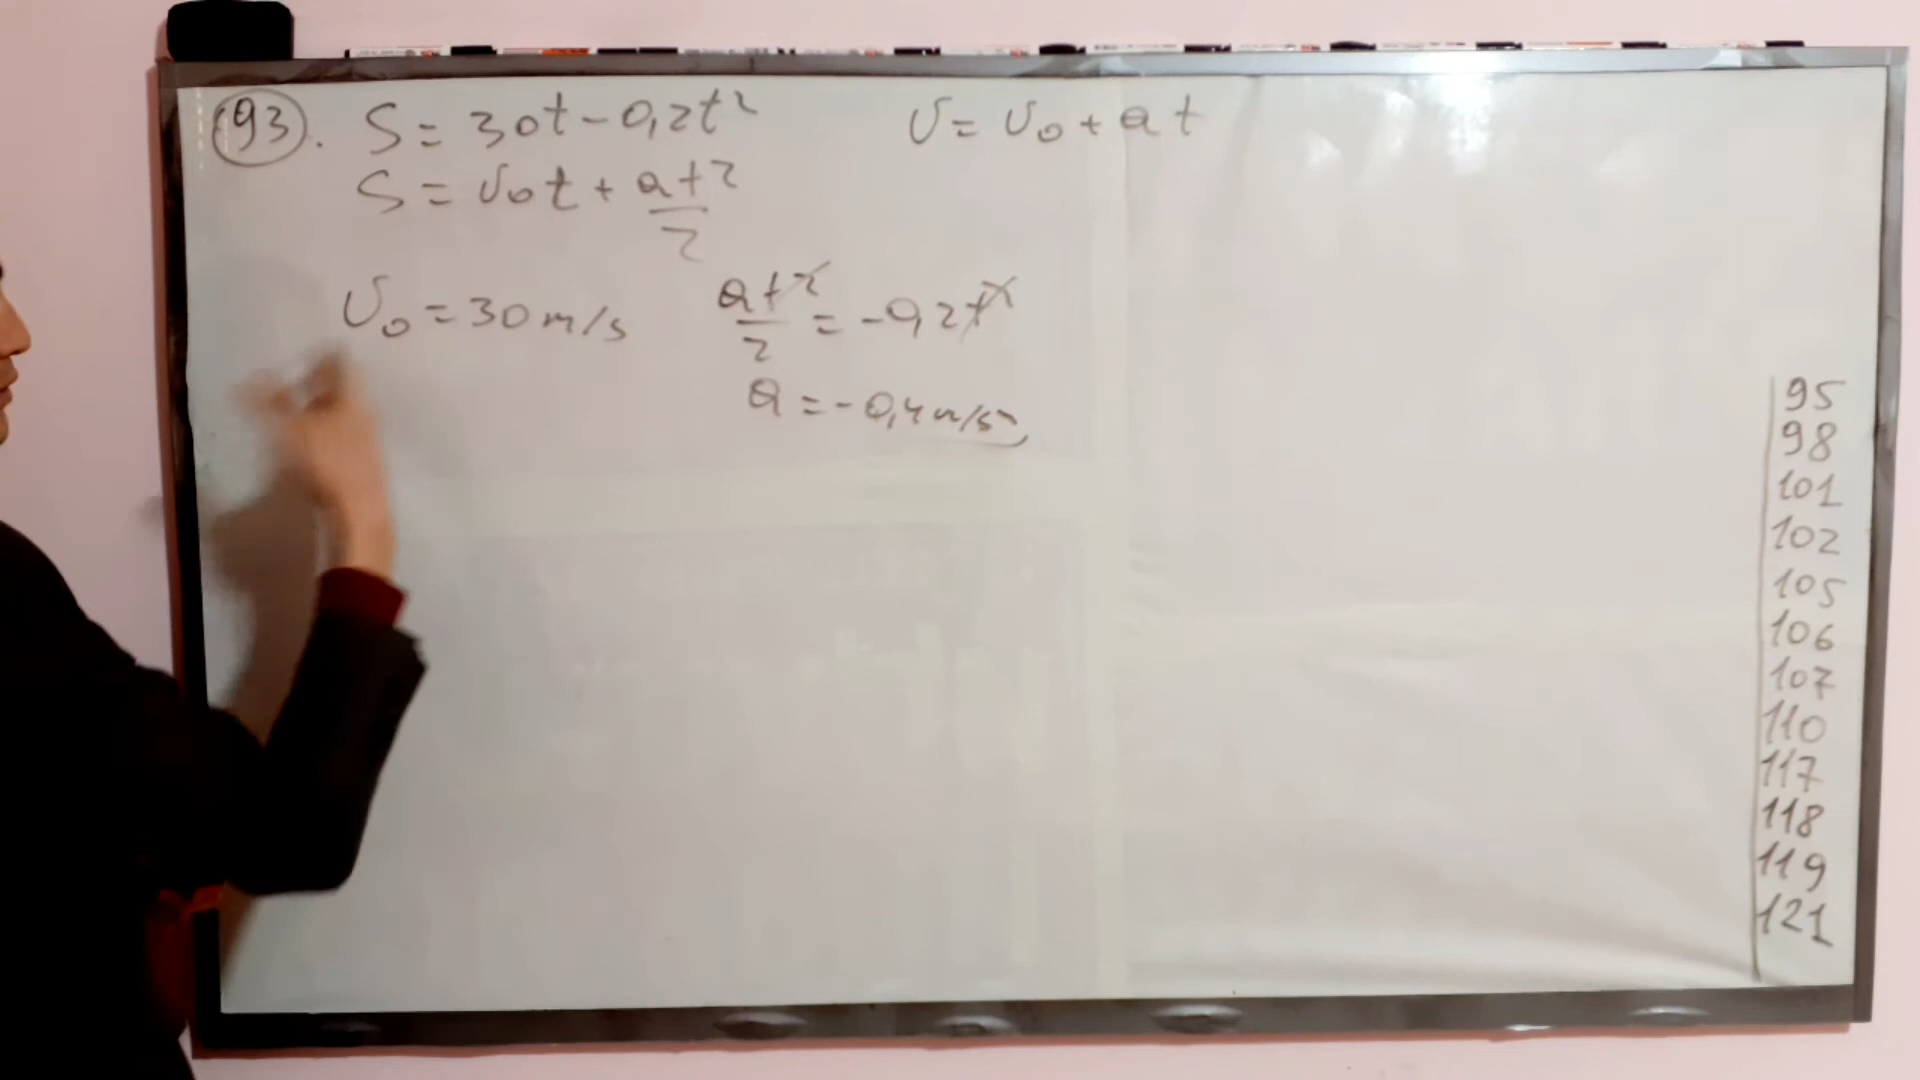 93. S = 30t - 0,2t²
υ = υ₀ + at
S = υ₀t + at²/2
υ₀ = 30 m/s
at²/2 = -0,2t²
a = -0,4 m/s²
95
98
101
102
105
106
107
110
117
118
119
121